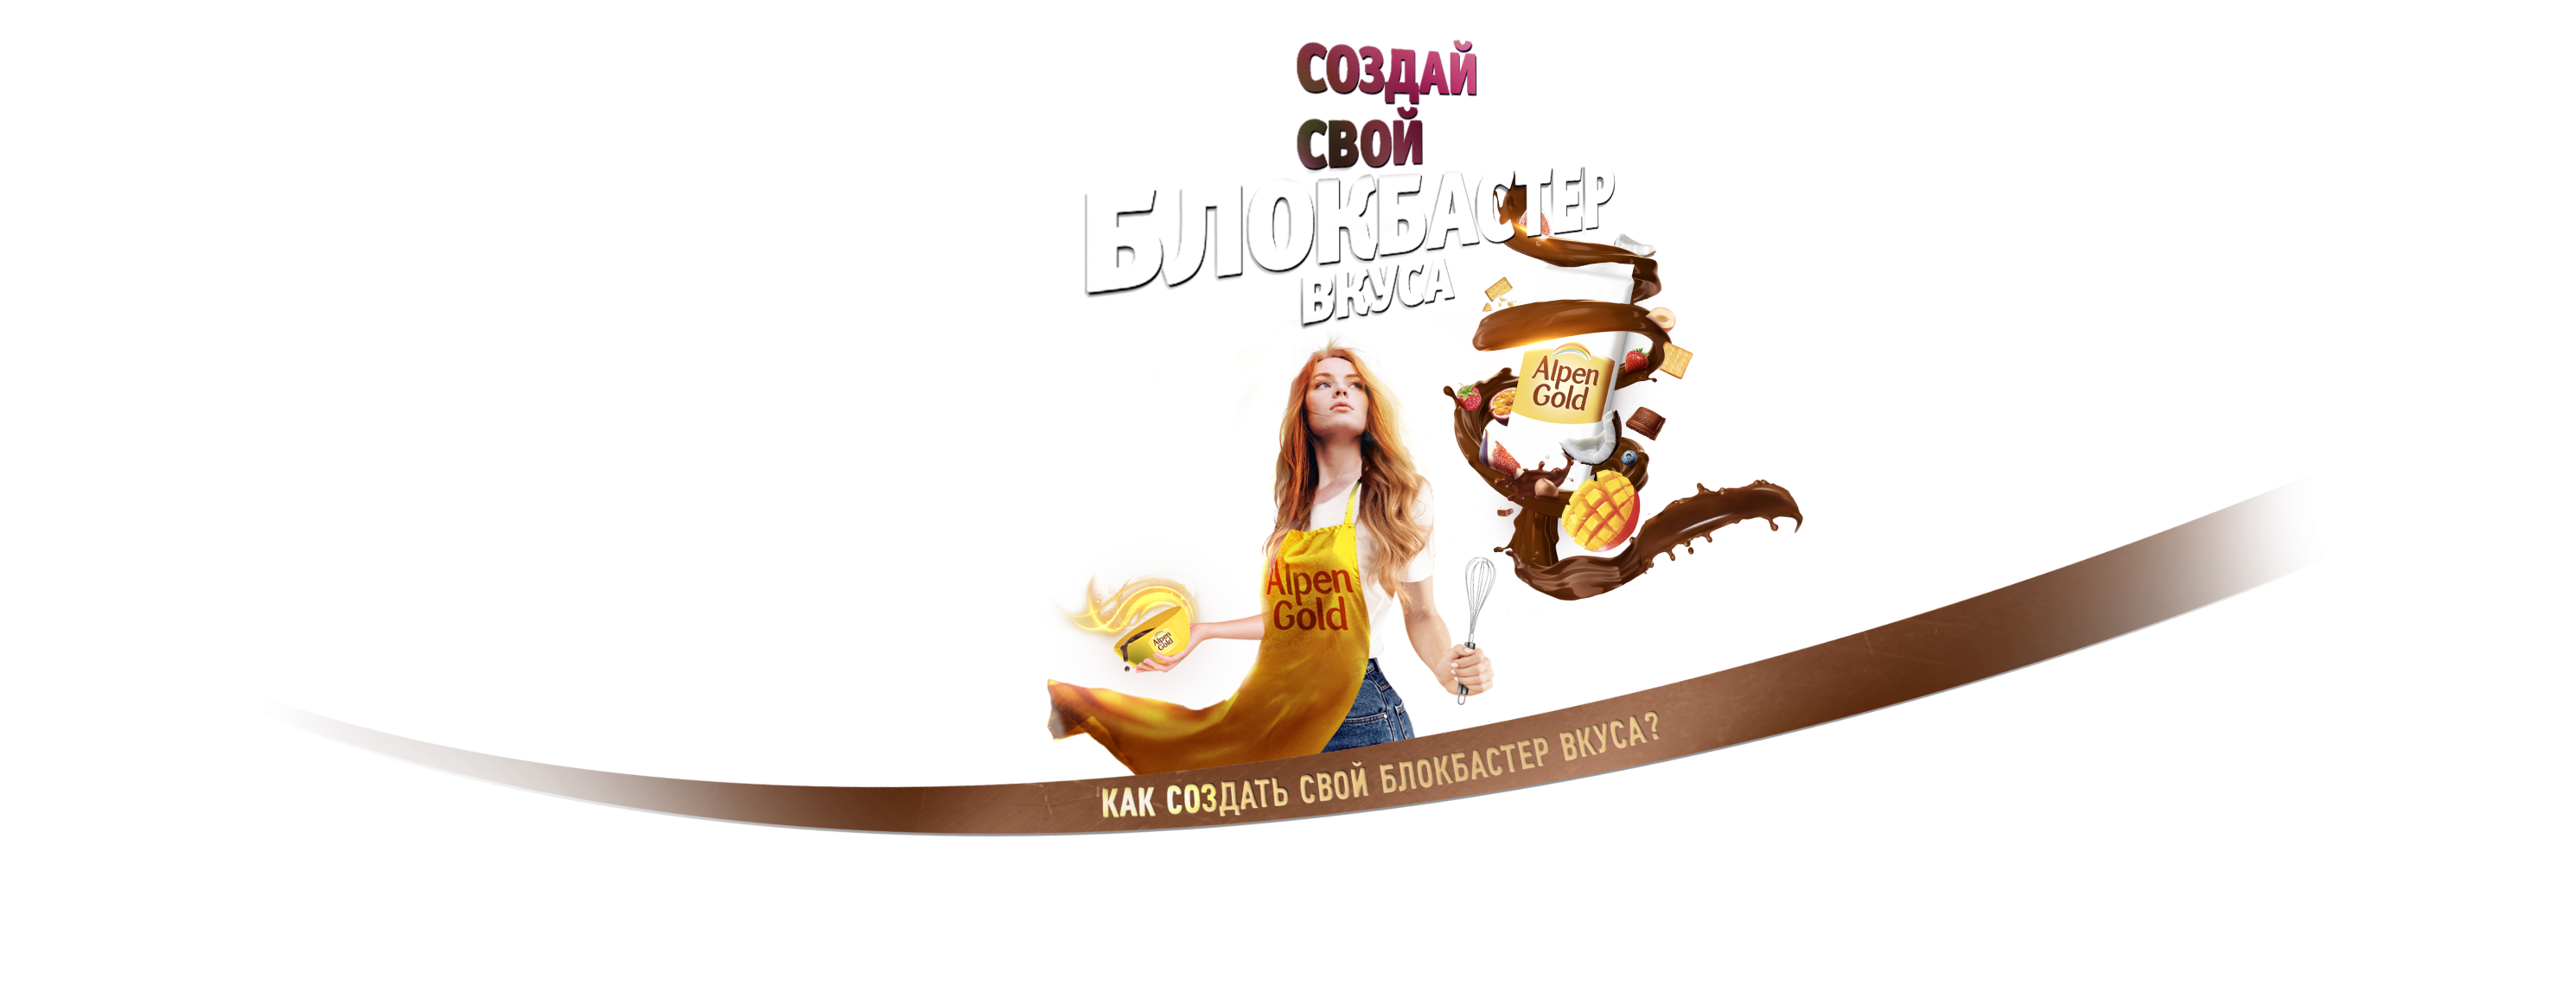 СОЗДАЙ
СВОЙ
БЛОКБАСТЕР
ВКУСА
Alpen
Gold
Alpen
Gold
Alpen
Gold
КАК СОЗДАТЬ СВОЙ БЛОКБАСТЕР ВКУСА?